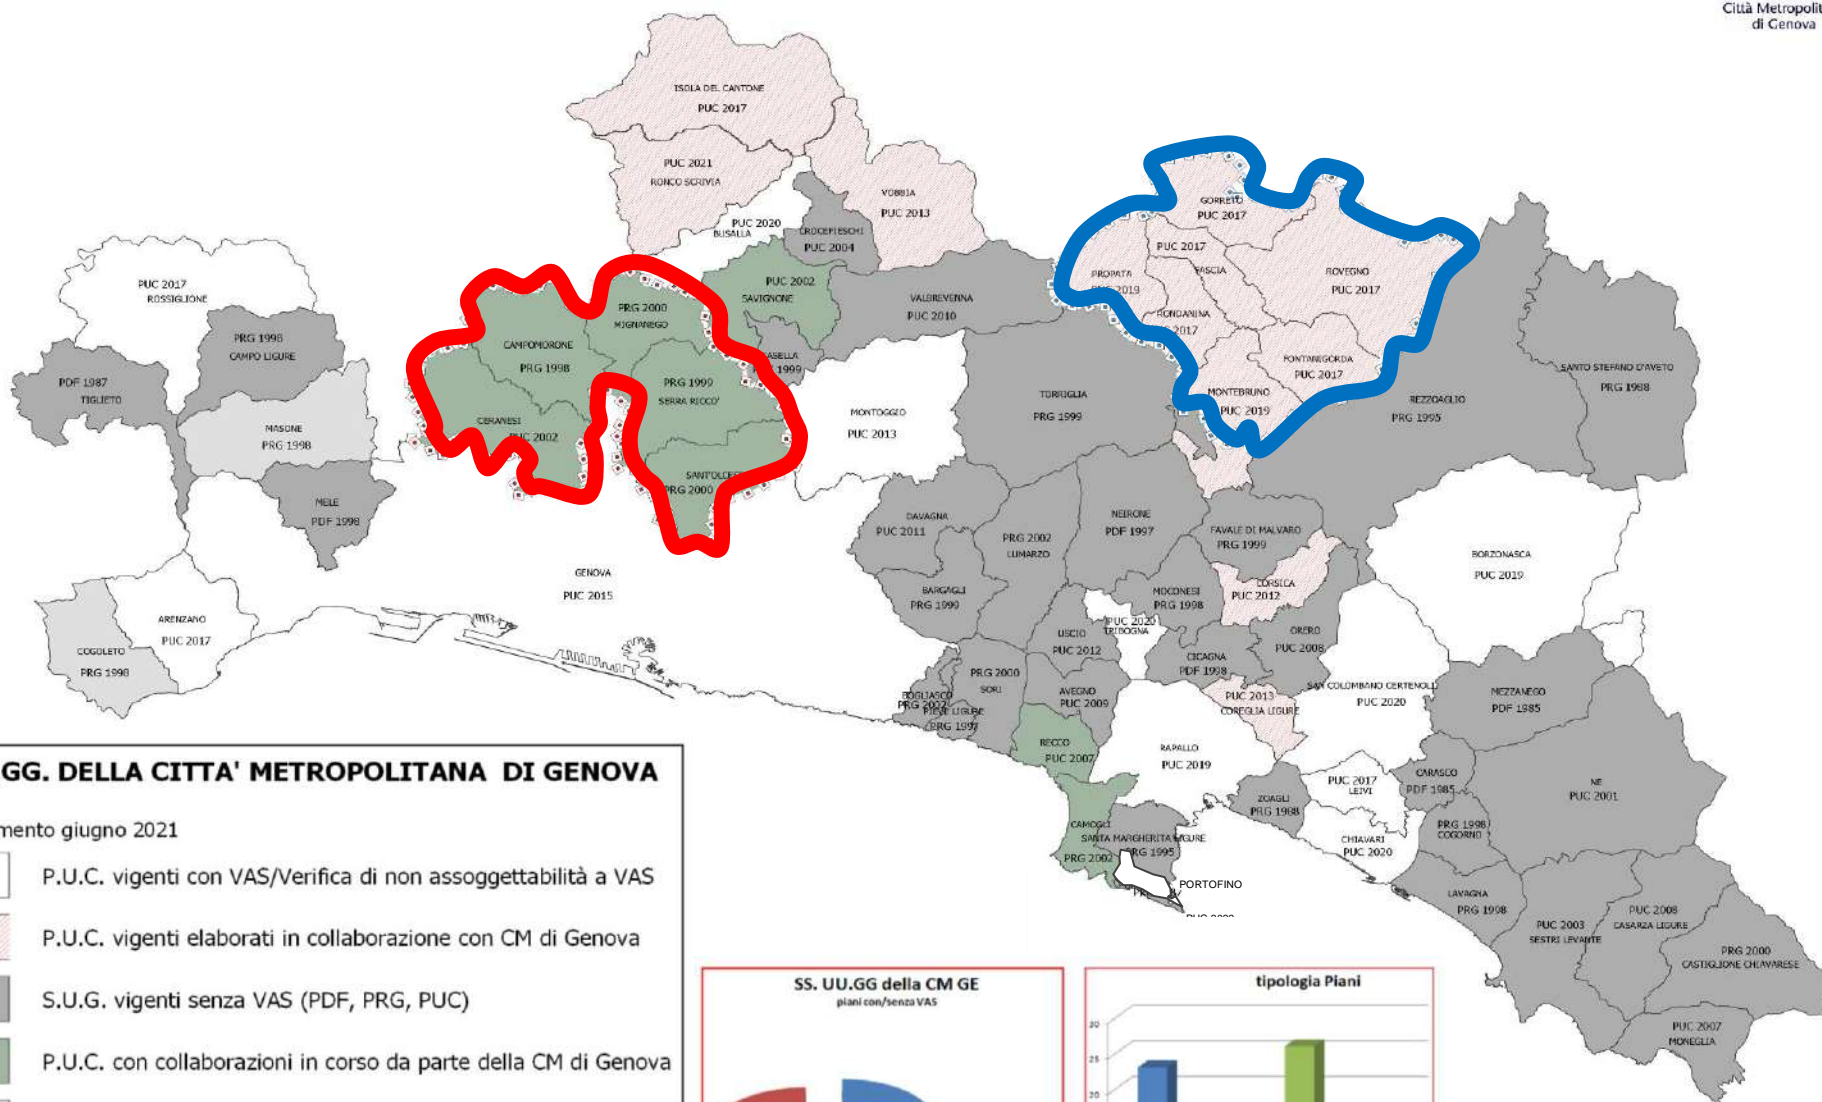 Città Metropolit
di Genova
ISOLA DEL CANTONE
PUC 2017
PUC 2021
RONCO SCRIVIA
VOBBIA
PUC 2013
PUC 2020
BUSALLA
CROCEFIESCHI
PUC 2004
GORRETO
PUC 2017
PUC 2017
FASCIA
PROPATA
2019
ROVEGNO
PUC 2017
RONDANINA
2017
FONTANIGORDA
PUC 2017
MONTEBRUNO
PUC 2019
PUC 2017
ROSSIGLIONE
PRG 1998
CAMPO LIGURE
PDF 1987
TIGLIETO
MASONE
PRG 1998
MELE
PDF 1998
PRG 2000
MIGNANEGO
CAMPOMORONE
PRG 1998
PRG 1999
SERRA RICCO'
CERANESI
PUC 2002
PRG 2000
PUC 2002
SAVIGNONE
1999
VALBREVENNA
PUC 2010
MONTOGGIO
PUC 2013
TORRIGLIA
PRG 1999
REZZOAGLIO
PRG 1995
SANTO STEFANO D'AVETO
PRG 1988
GENOVA
PUC 2015
ARENZANO
PUC 2017
COGOLETO
PRG 1998
DAVAGNA
PUC 2011
PRG 2002
LUMARZO
NEIRONE
PDF 1997
FAVALE DI MALVARO
PRG 1999
BORZONASCA
PUC 2019
BARGAGLI
PRG 1999
MOCONESI
PRG 1998
CORSICA
PUC 2012
USCIO
PUC 2012
PUC 2020
TRIBOGNA
ORERO
PUC 2008
CICAGNA
PDF 1998
PRG 2000
SORI
AVEGNO
PUC 2009
BOGLIASCO
PRG 2002
PIEVE LIGURE
PRG 1997
PUC 2013
COREGLIA LIGURE
SAN COLOMBANO CERTENOLI
PUC 2020
MEZZANEGO
PDF 1985
RECCO
PUC 2007
RAPALLO
PUC 2019
PUC 2017
LEIVI
CARASCO
PDF 1985
NE
PUC 2001
ZOAGLI
PRG 1988
PRG 1998
COGORNO
CAMOGLI
PRG 2002
SANTA MARGHERITA LIGURE
PRG 1995
CHIAVARI
PUC 2020
PORTOFINO
LAVAGNA
PRG 1998
PUC 2003
SESTRI LEVANTE
PUC 2008
CASARZA LIGURE
PRG 2000
CASTIGLIONE CHIAVARESE
PUC 2007
MONEGLIA
GG. DELLA CITTA' METROPOLITANA DI GENOVA
mento giugno 2021
P.U.C. vigenti con VAS/Verifica di non assoggettabilità a VAS
P.U.C. vigenti elaborati in collaborazione con CM di Genova
S.U.G. vigenti senza VAS (PDF, PRG, PUC)
P.U.C. con collaborazioni in corso da parte della CM di Genova
SS. UU.GG della CM GE
piani con/senza VAS
tipologia Piani
30
25
20